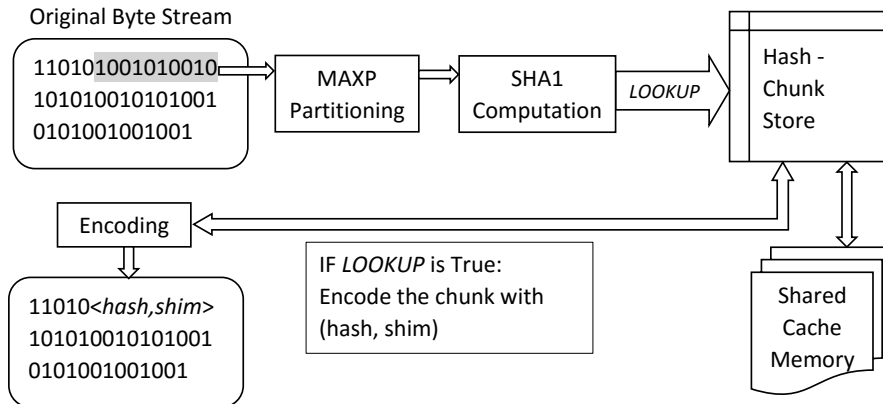 Original Byte Stream
110101001010010
101010010101001
0101001001001
MAXP
Partitioning
SHA1
Computation
LOOKUP
Hash -
Chunk
Store
Encoding
IF LOOKUP is True:
Encode the chunk with
(hash, shim)
11010<hash,shim>
101010010101001
0101001001001
Shared
Cache
Memory